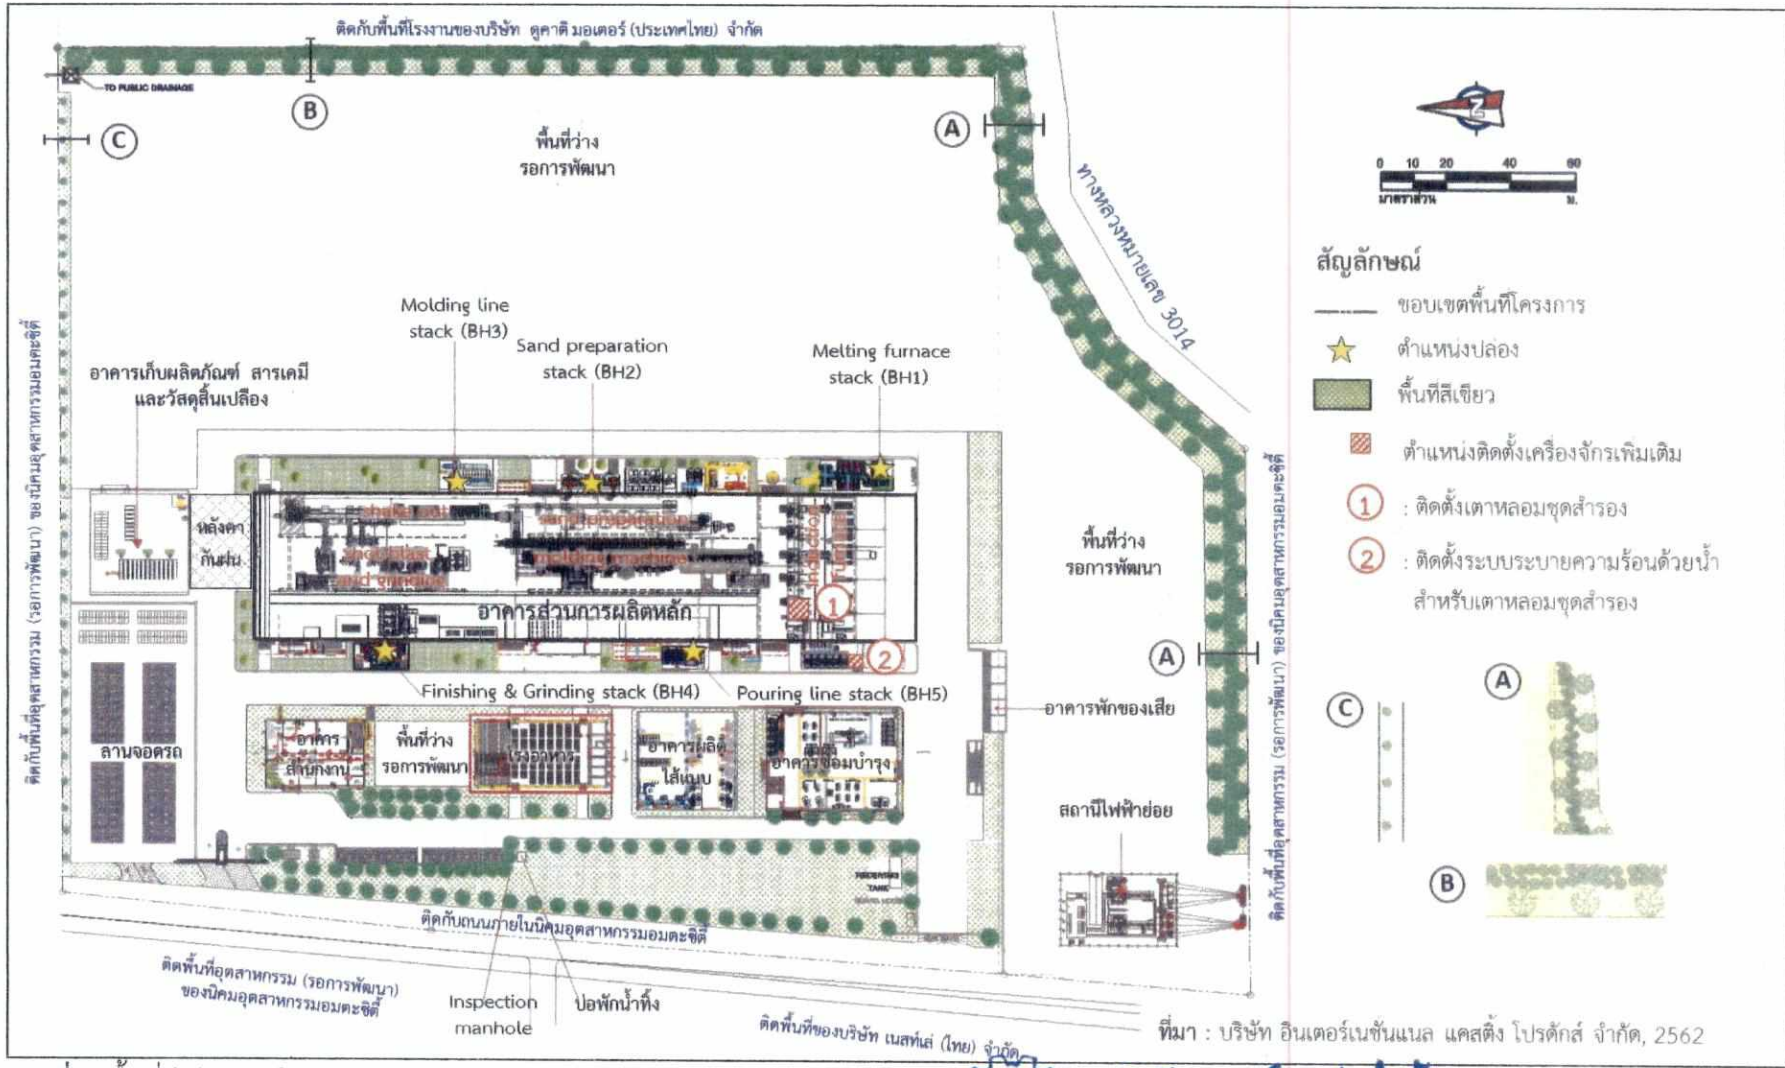 ติดกับพื้นที่โรงงานของบริษัท ดูคาติ มอเตอร์ (ประเทศไทย) จำกัด
TO PUBLIC DRAINAGE
B
C
A
พื้นที่ว่าง
รอการพัฒนา
ทางหลวงหมายเลข 3014
Molding line
stack (BH3)
Sand preparation
stack (BH2)
Melting furnace
stack (BH1)
อาคารเก็บผลิตภัณฑ์ สารเคมี
และวัสดุสิ้นเปลือง
ติดกับพื้นที่อุตสาหกรรม (รอการพัฒนา) ของนิคมอุตสาหกรรมอมตะซิตี้
หลังคา
กันฝน
shake out
sand preparation
shot blast
and grinding
molding machine
Induction
Furnace
1
อาคารส่วนการผลิตหลัก
2
พื้นที่ว่าง
รอการพัฒนา
A
ติดกับพื้นที่อุตสาหกรรม (รอการพัฒนา) ของนิคมอุตสาหกรรมอมตะซิตี้
Finishing & Grinding stack (BH4)
Pouring line stack (BH5)
อาคารพักของเสีย
ลานจอดรถ
อาคาร
สำนักงาน
พื้นที่ว่าง
รอการพัฒนา
โรงอาหาร
อาคารผลิต
ไส้แบบ
อาคารซ่อมบำรุง
สถานีไฟฟ้าย่อย
RECEIVING
TANK
ติดกับถนนภายในนิคมอุตสาหกรรมอมตะซิตี้
ติดพื้นที่อุตสาหกรรม (รอการพัฒนา)
ของนิคมอุตสาหกรรมอมตะซิตี้
Inspection
manhole
บ่อพักน้ำทิ้ง
ติดพื้นที่ของบริษัท เนสท์เล่ (ไทย) จำกัด
N
0 10 20 40 60
มาตราส่วน ม.
สัญลักษณ์
ขอบเขตพื้นที่โครงการ
ตำแหน่งปล่อง
พื้นที่สีเขียว
ตำแหน่งติดตั้งเครื่องจักรเพิ่มเติม
1 : ติดตั้งเตาหลอมชุดสำรอง
2 : ติดตั้งระบบระบายความร้อนด้วยน้ำ
สำหรับเตาหลอมชุดสำรอง
A
C
B
ที่มา : บริษัท อินเตอร์เนชันแนล แคสติ้ง โปรดักส์ จำกัด, 2562